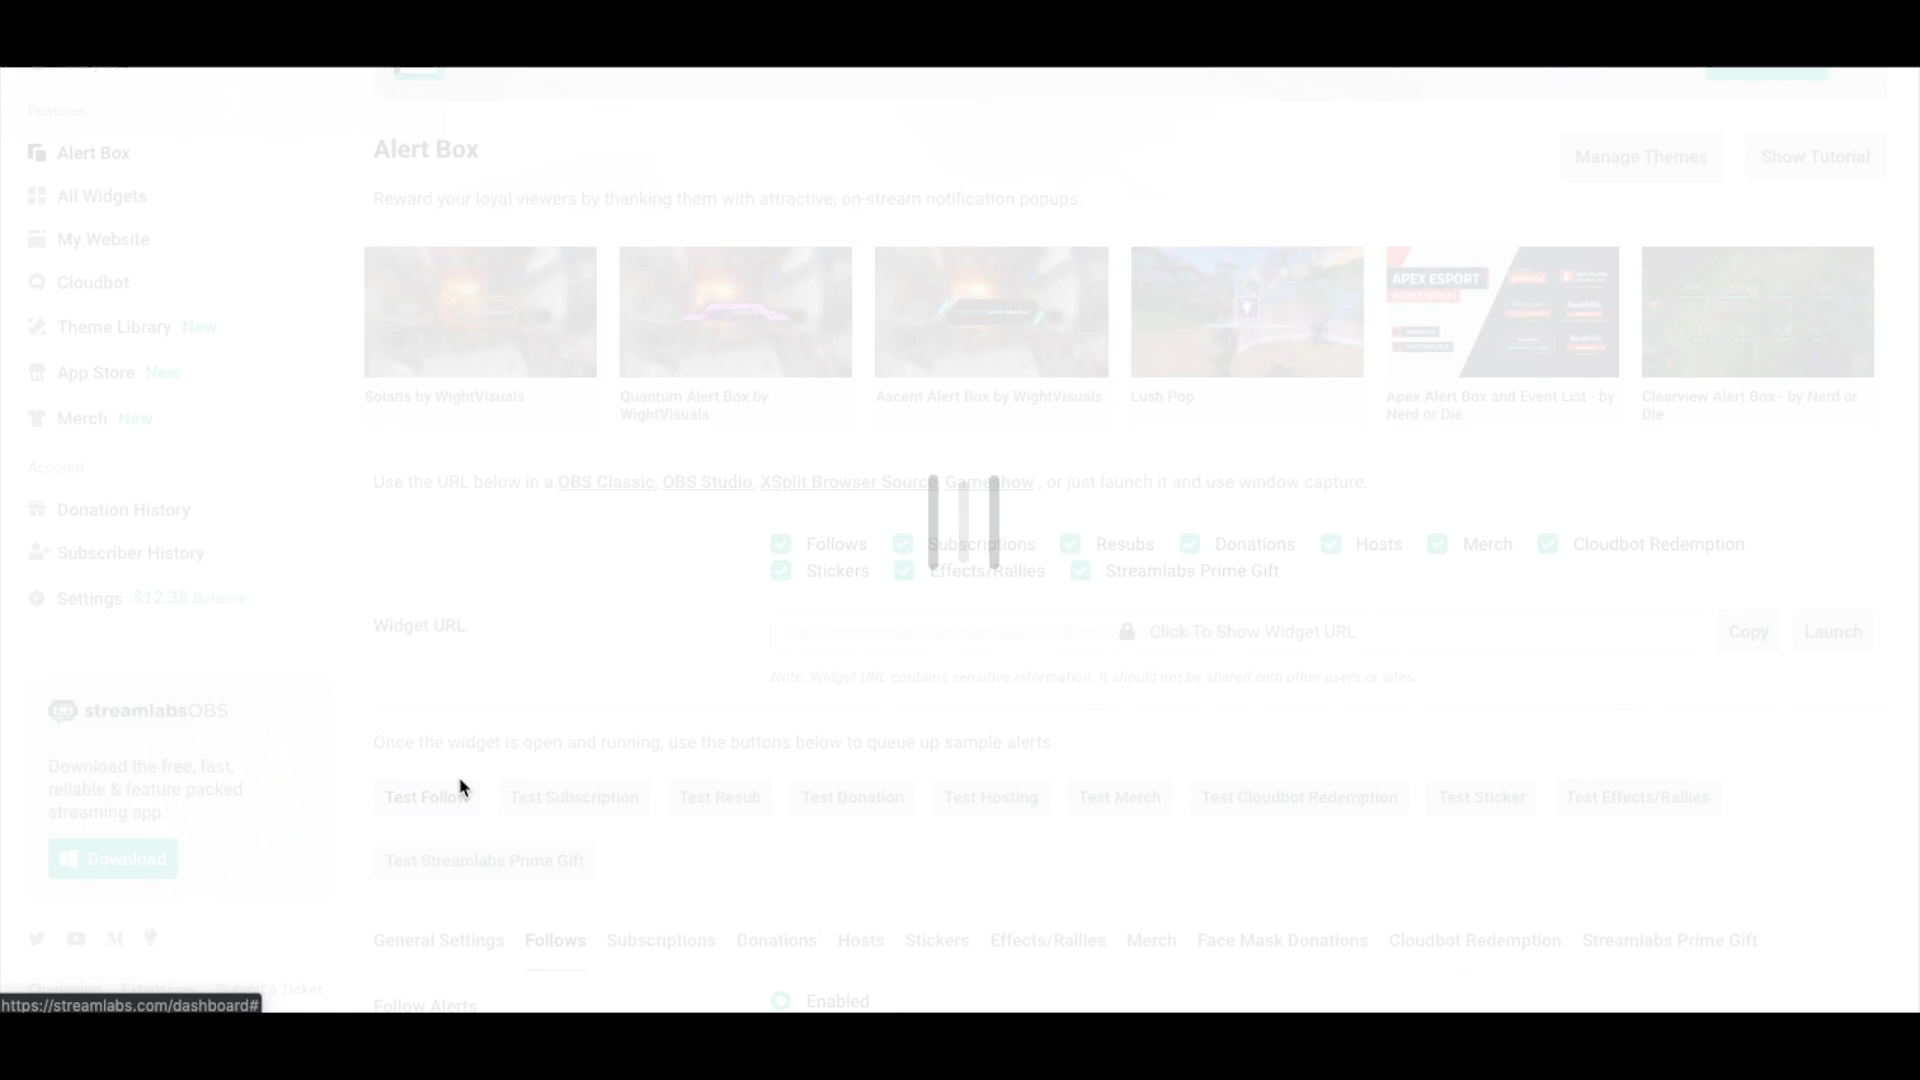 Features
Alert Box
All Widgets
My Website
Cloudbot
Theme Library New
App Store New
Merch New
Account
Donation History
Subscriber History
Settings $12.38 Balance
streamlabsOBS
Download the free, fast,
reliable & feature packed
streaming app.
Download
Changelog Extensions Submit a Ticket
https://streamlabs.com/dashboard#
Alert Box
Manage Themes Show Tutorial
Reward your loyal viewers by thanking them with attractive, on-stream notification popups.
APEX ESPORT
Solaris by WightVisuals
Quantum Alert Box by
WightVisuals
Ascent Alert Box by WightVisuals
Lush Pop
Apex Alert Box and Event List - by
Nerd or Die
Clearview Alert Box - by Nerd or
Die
Use the URL below in a OBS Classic, OBS Studio, XSplit Browser Source, Gameshow , or just launch it and use window capture.
Follows Subscriptions Resubs Donations Hosts Merch Cloudbot Redemption
Stickers Effects/Rallies Streamlabs Prime Gift
Widget URL
Click To Show Widget URL
Copy Launch
Note: Widget URL contains sensitive information. It should not be shared with other users or sites.
Once the widget is open and running, use the buttons below to queue up sample alerts.
Test Follow Test Subscription Test Resub Test Donation Test Hosting Test Merch Test Cloudbot Redemption Test Sticker Test Effects/Rallies
Test Streamlabs Prime Gift
General Settings Follows Subscriptions Donations Hosts Stickers Effects/Rallies Merch Face Mask Donations Cloudbot Redemption Streamlabs Prime Gift
Follow Alerts
Enabled